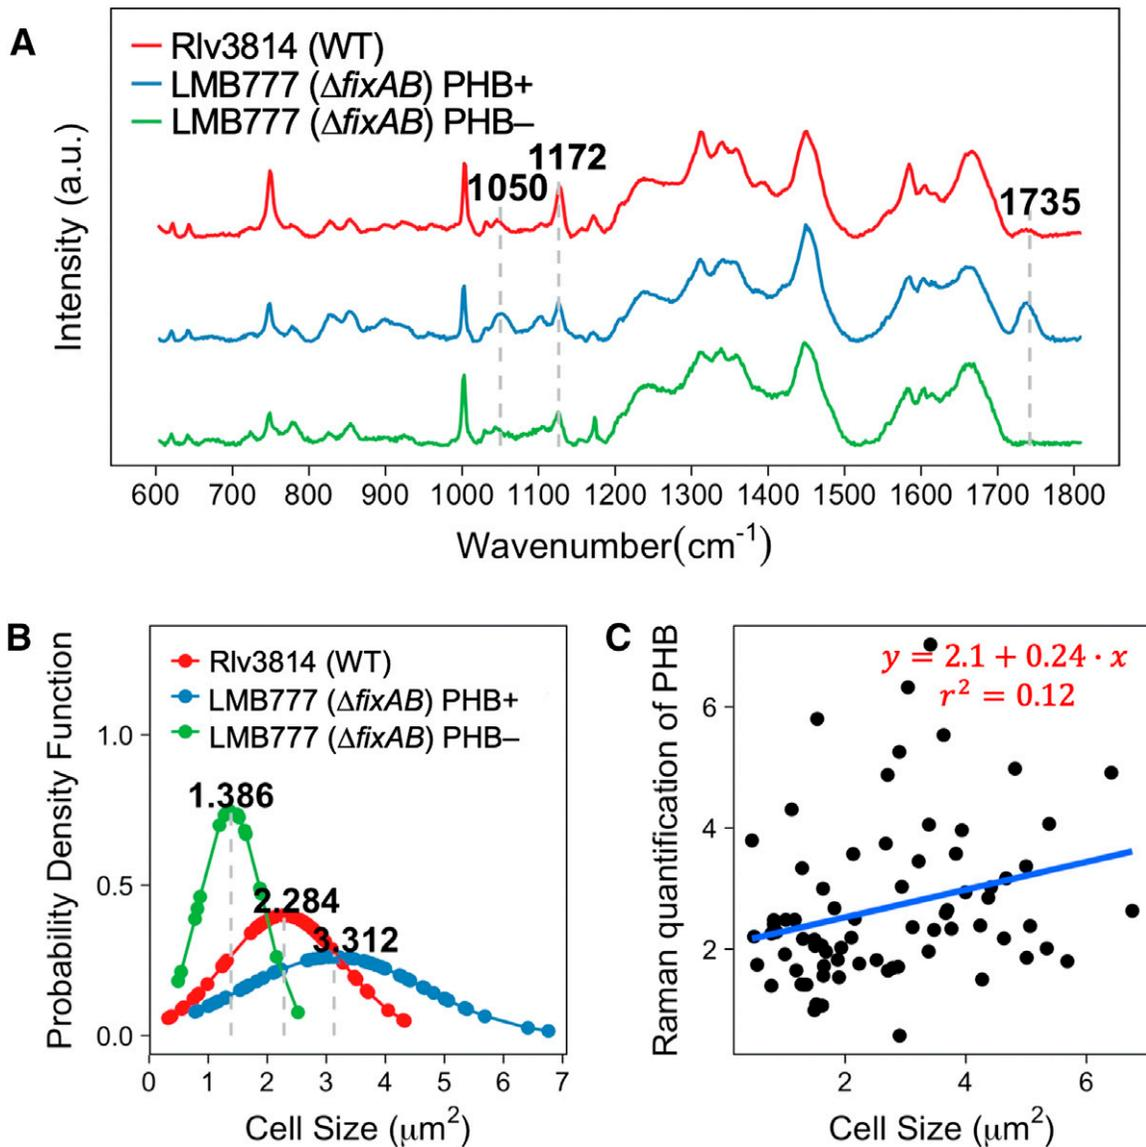 A
Rlv3814 (WT)
LMB777 (ΔfixAB) PHB+
LMB777 (ΔfixAB) PHB–
1172
1050
1735
Intensity (a.u.)
600 700 800 900 1000 1100 1200 1300 1400 1500 1600 1700 1800
Wavenumber(cm⁻¹)
B
Rlv3814 (WT)
LMB777 (ΔfixAB) PHB+
LMB777 (ΔfixAB) PHB–
1.386
2.284
3.312
Probability Density Function
1.0
0.5
0.0
0 1 2 3 4 5 6 7
Cell Size (μm²)
C
y = 2.1 + 0.24 · x
r² = 0.12
Raman quantification of PHB
6
4
2
2 4 6
Cell Size (μm²)